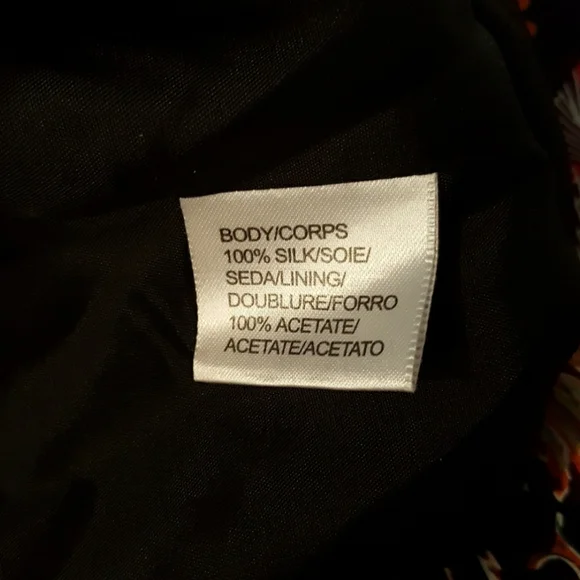 BODY/CORPS
100% SILK/SOIE/
SEDA/LINING/
DOUBLURE/FORRO
100% ACETATE/
ACETATE/ACETATO